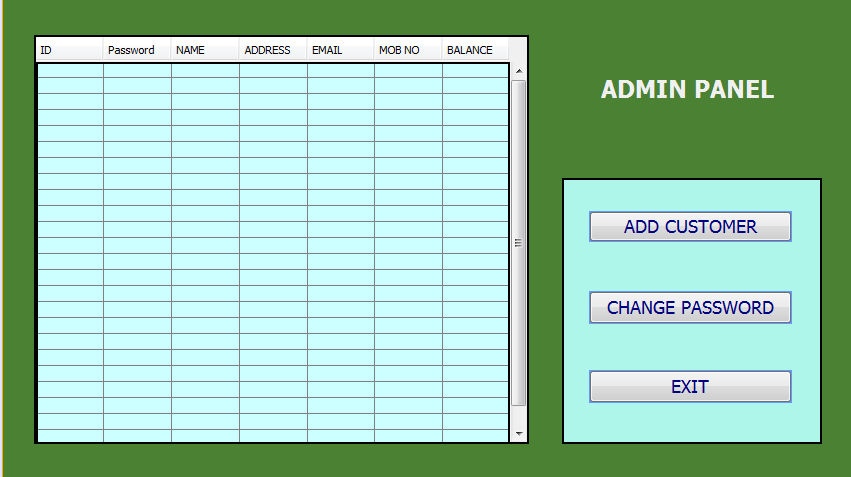 ID Password NAME ADDRESS EMAIL MOB NO BALANCE
ADMIN PANEL
ADD CUSTOMER
CHANGE PASSWORD
EXIT